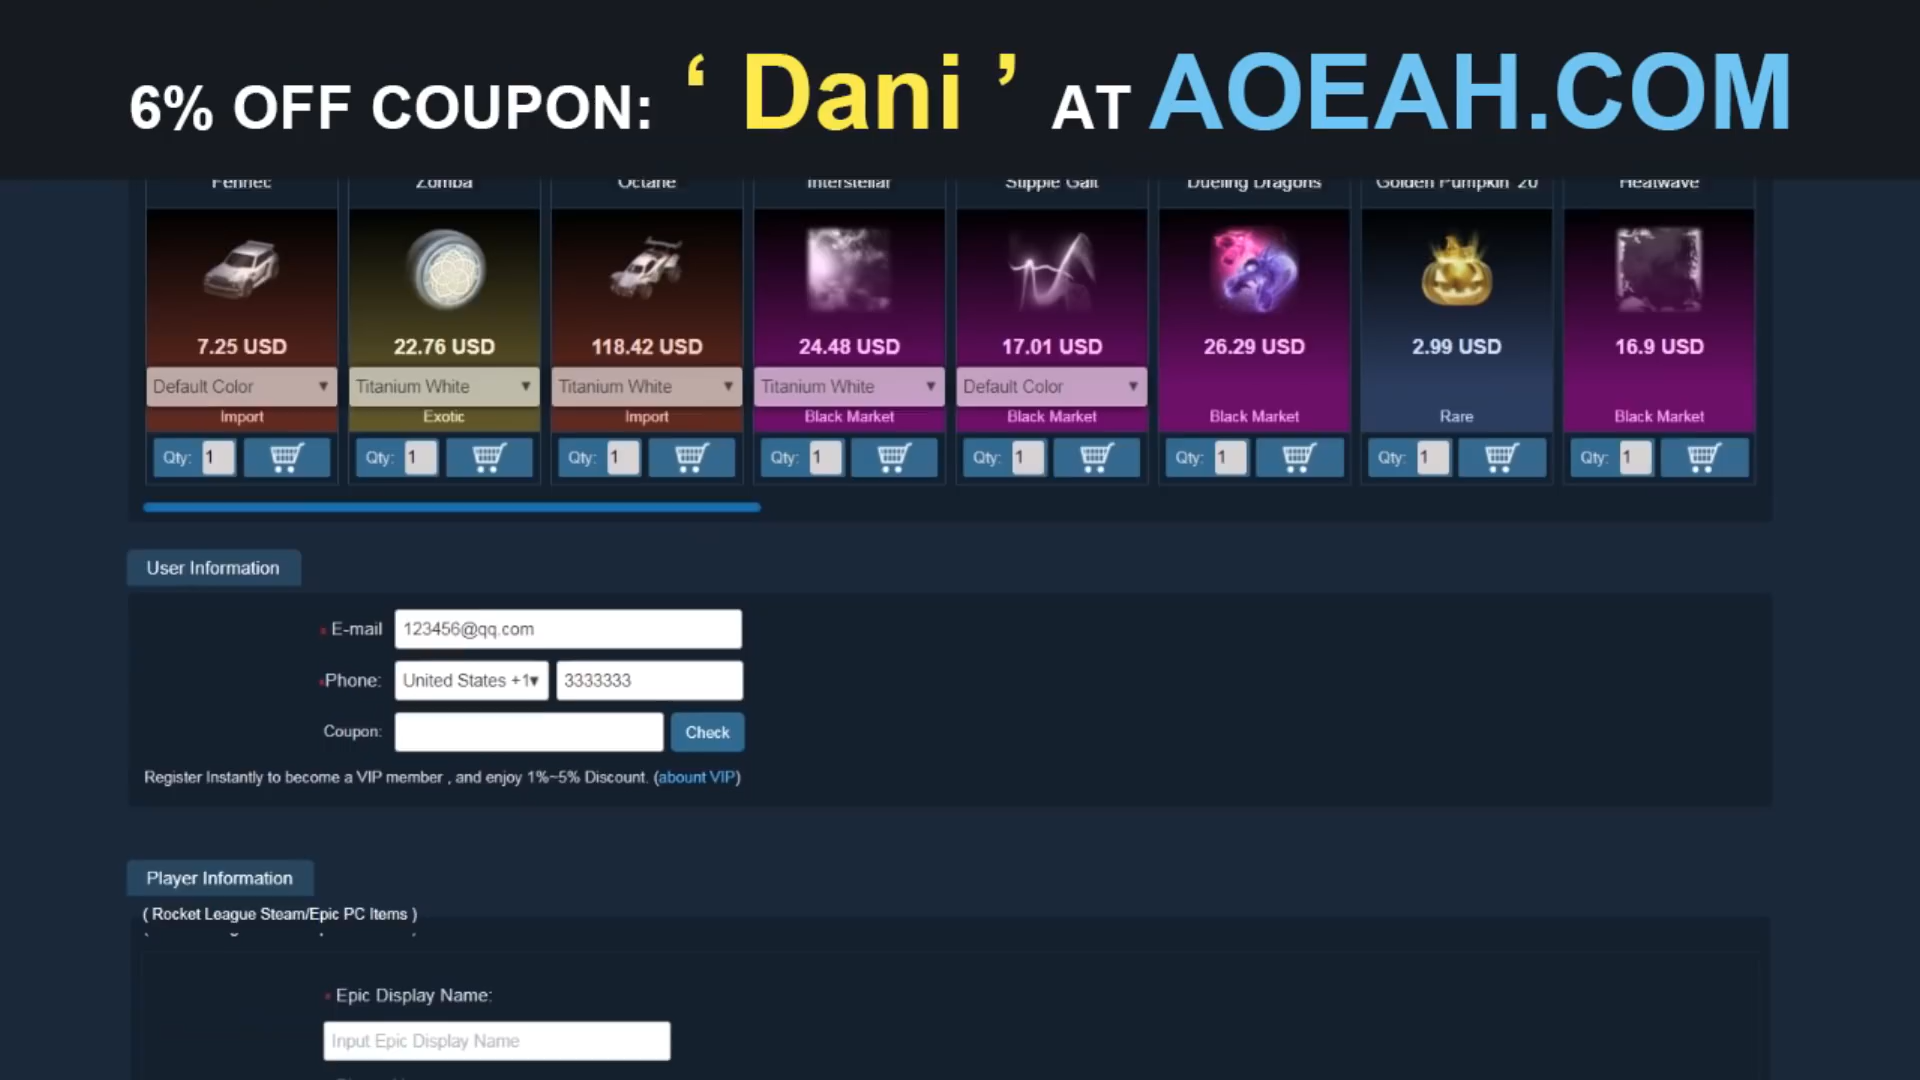 6% OFF COUPON: ‘ Dani ’ AT AOEAH.COM
Fennec Zomba Octane Interstellar Slipple Galt Dueling Dragons Golden Pumpkin '20 Heatwave
7.25 USD 22.76 USD 118.42 USD 24.48 USD 17.01 USD 26.29 USD 2.99 USD 16.9 USD
Default Color Titanium White Titanium White Titanium White Default Color
Import Exotic Import Black Market Black Market Black Market Rare Black Market
Qty: 1 Qty: 1 Qty: 1 Qty: 1 Qty: 1 Qty: 1 Qty: 1 Qty: 1
User Information
* E-mail 123456@qq.com
*Phone: United States +1 3333333
Coupon: Check
Register Instantly to become a VIP member , and enjoy 1%~5% Discount. (abount VIP)
Player Information
( Rocket League Steam/Epic PC Items )
* Epic Display Name:
Input Epic Display Name